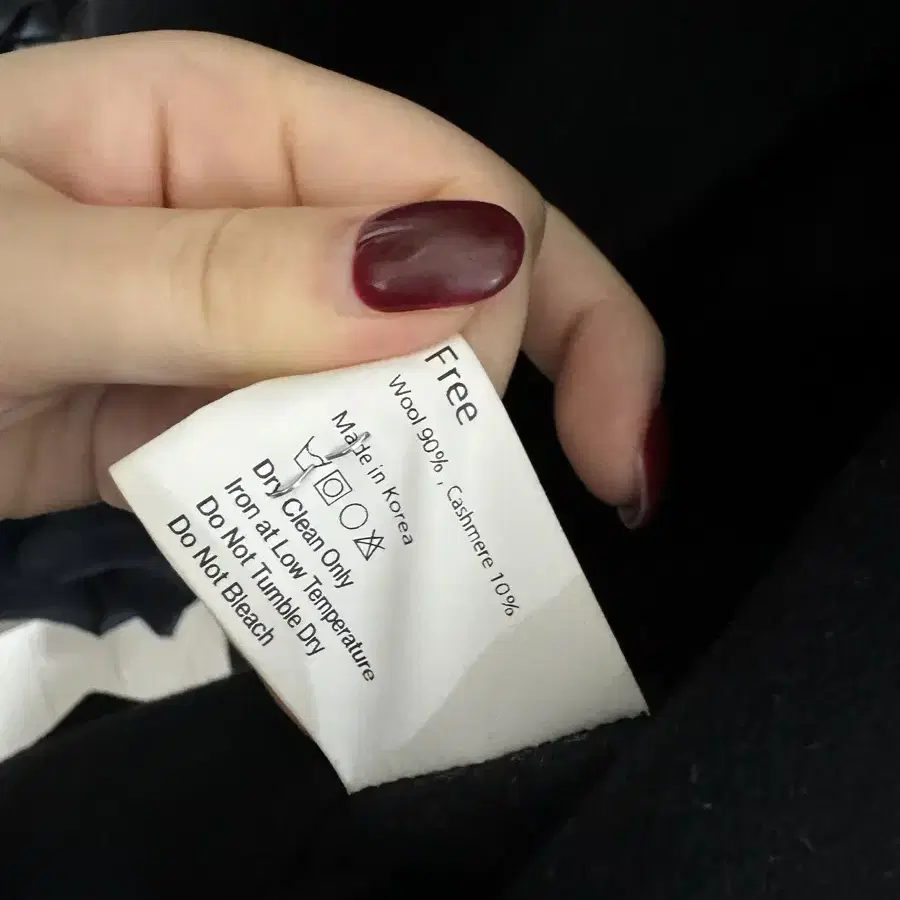 Free
Wool 90% , Cashmere 10%
Made in Korea
Dry Clean Only
Iron at Low Temperature
Do Not Tumble Dry
Do Not Bleach